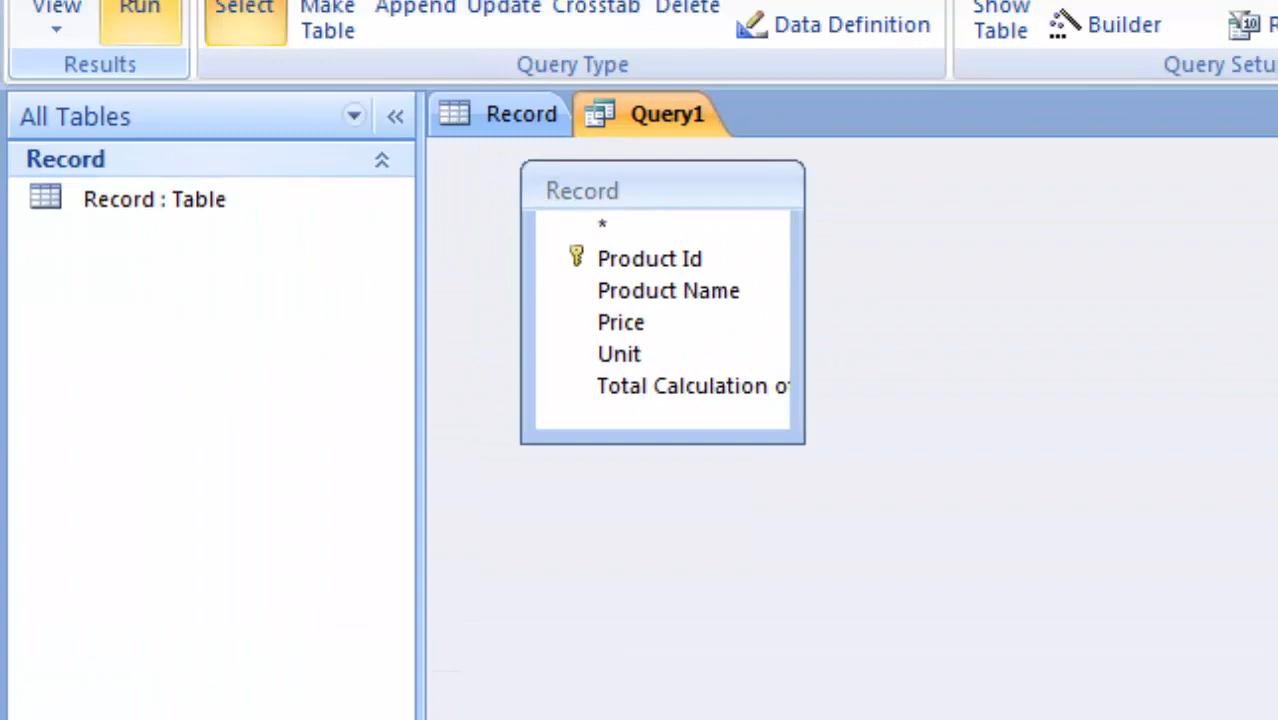 View Run Select Make Table Append Update Crosstab Delete Data Definition Show Table Builder
Results Query Type Query Setu
All Tables Record Query1
Record
Record : Table
Record
*
Product Id
Product Name
Price
Unit
Total Calculation of